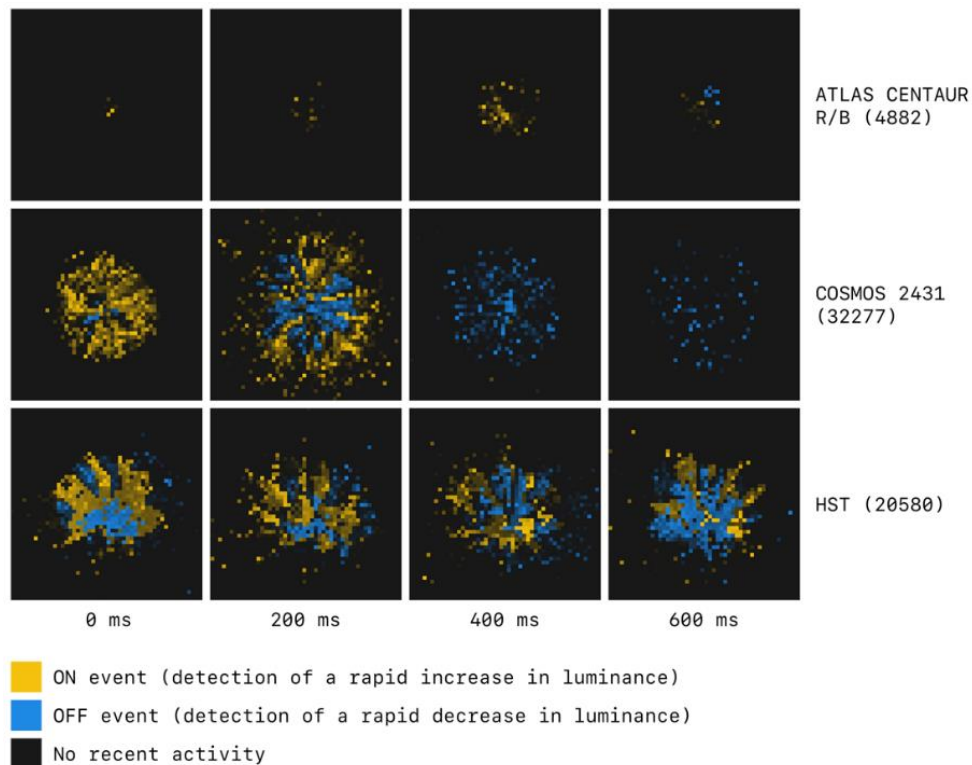 ATLAS CENTAUR
R/B (4882)
COSMOS 2431
(32277)
HST (20580)
0 ms
200 ms
400 ms
600 ms
ON event (detection of a rapid increase in luminance)
OFF event (detection of a rapid decrease in luminance)
No recent activity